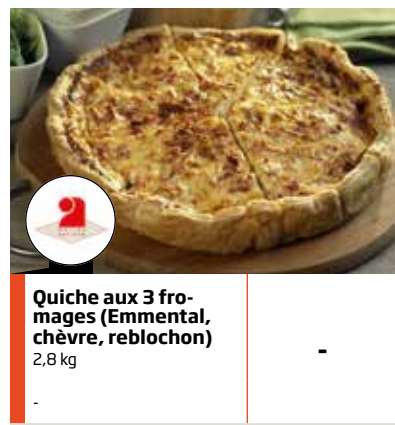 Quiche aux 3 fro-
mages (Emmental,
chèvre, reblochon)
2,8 kg
-
-